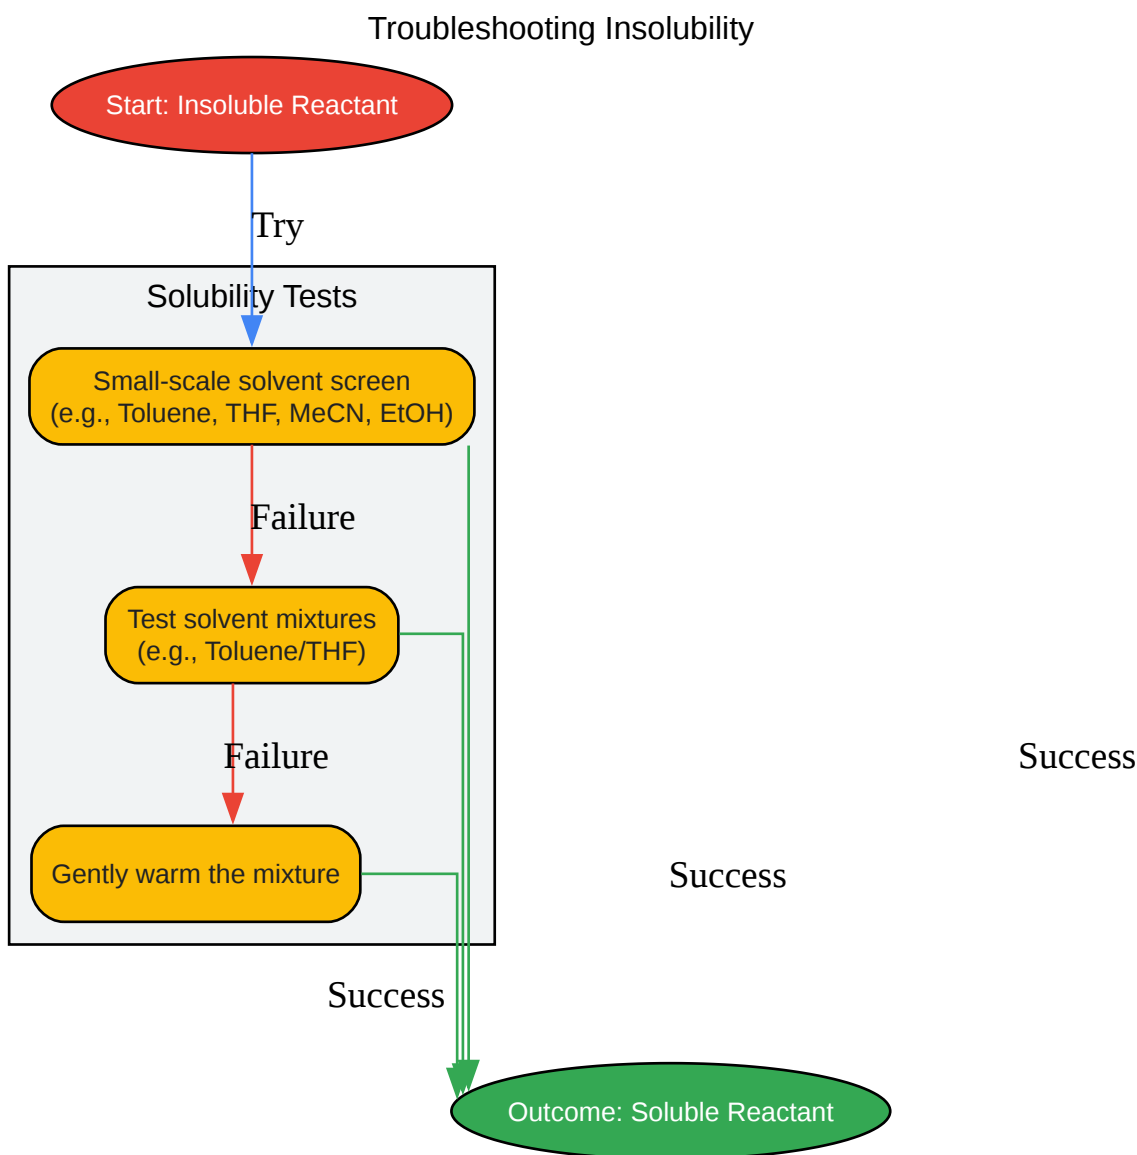 Troubleshooting Insolubility
Start: Insoluble Reactant
Try
Solubility Tests
Small-scale solvent screen
(e.g., Toluene, THF, MeCN, EtOH)
Failure
Test solvent mixtures
(e.g., Toluene/THF)
Failure
Success
Gently warm the mixture
Success
Success
Outcome: Soluble Reactant